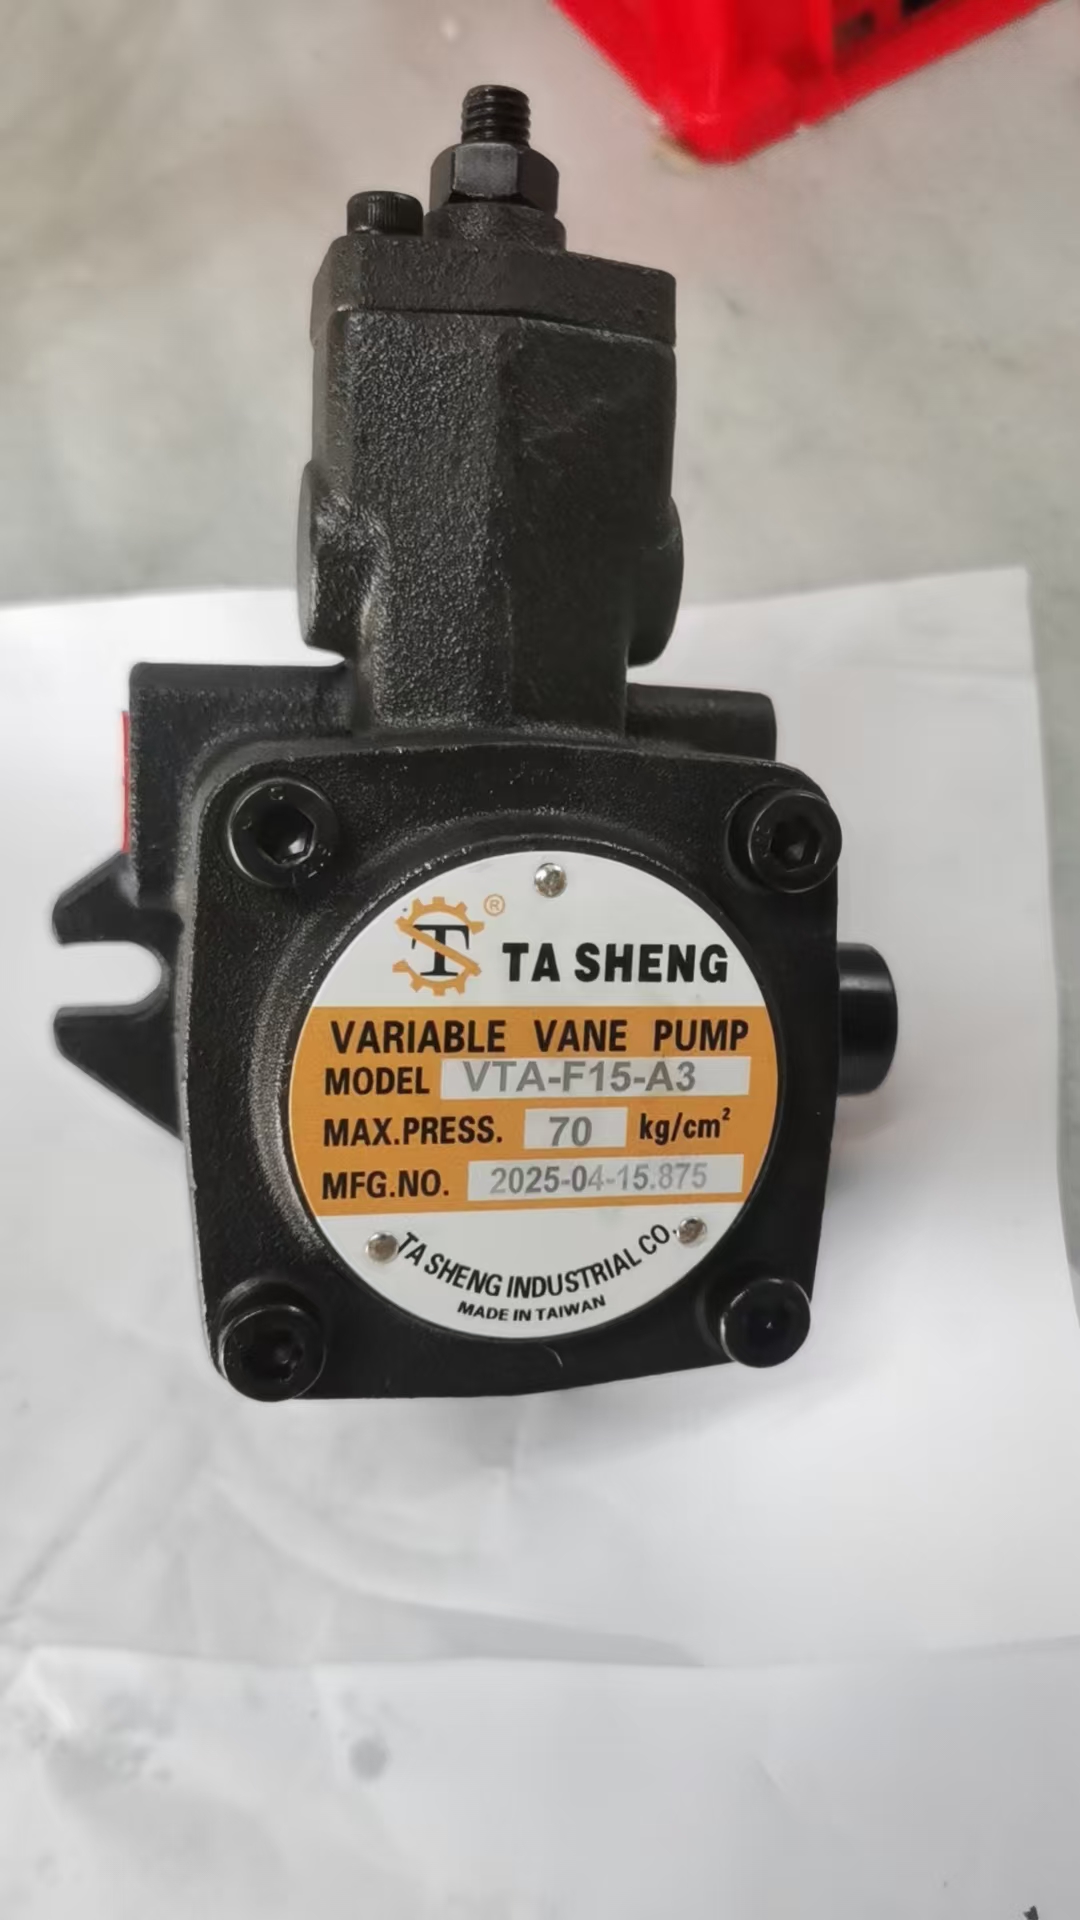 ST ®
TA SHENG
VARIABLE VANE PUMP
MODEL VTA-F15-A3
MAX.PRESS. 70 kg/cm²
MFG.NO. 2025-04-15.875
TA SHENG INDUSTRIAL CO.
MADE IN TAIWAN